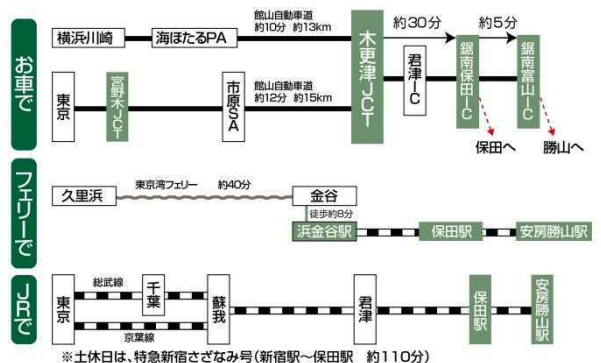 お車で
横浜川崎
海ほたるPA
館山自動車道
約10分 約13km
木更津JCT
約30分
約5分
君津IC
鋸南保田IC
鋸南富山IC
東京
宮野木JCT
市原SA
館山自動車道
約12分 約15km
保田へ
勝山へ
フェリーで
久里浜
東京湾フェリー 約40分
金谷
徒歩約8分
浜金谷駅
保田駅
安房勝山駅
JRで
東京
総武線
千葉
京葉線
蘇我
君津
保田駅
安房勝山駅
※土休日は、特急新宿さざなみ号(新宿駅〜保田駅 約110分)